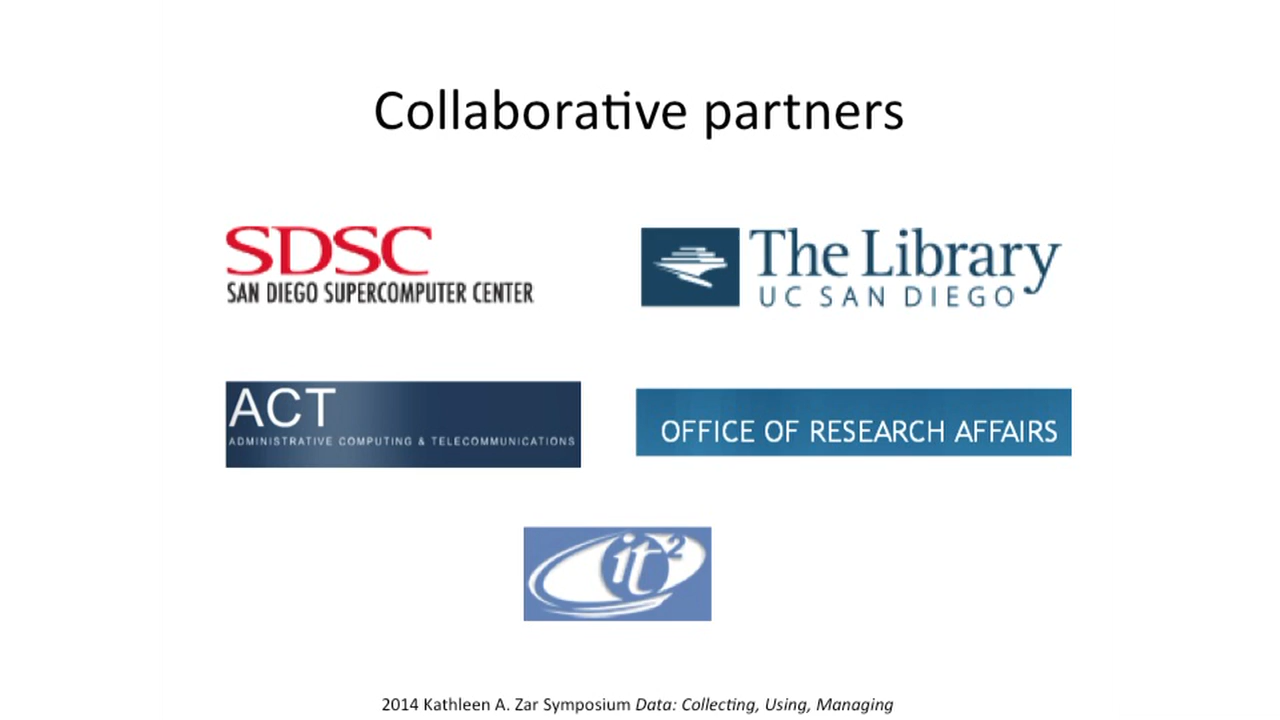 Collaborative partners
SDSC
SAN DIEGO SUPERCOMPUTER CENTER
The Library
UC SAN DIEGO
ACT
ADMINISTRATIVE COMPUTING & TELECOMMUNICATIONS
OFFICE OF RESEARCH AFFAIRS
it²
2014 Kathleen A. Zar Symposium Data: Collecting, Using, Managing